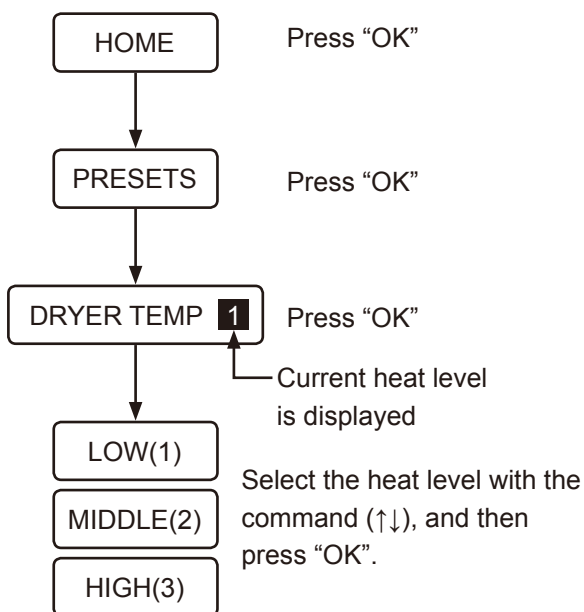 HOME
Press “OK”
PRESETS
Press “OK”
DRYER TEMP 1
Press “OK”
Current heat level
is displayed
LOW(1)
MIDDLE(2)
HIGH(3)
Select the heat level with the
command (↑↓), and then
press “OK”.